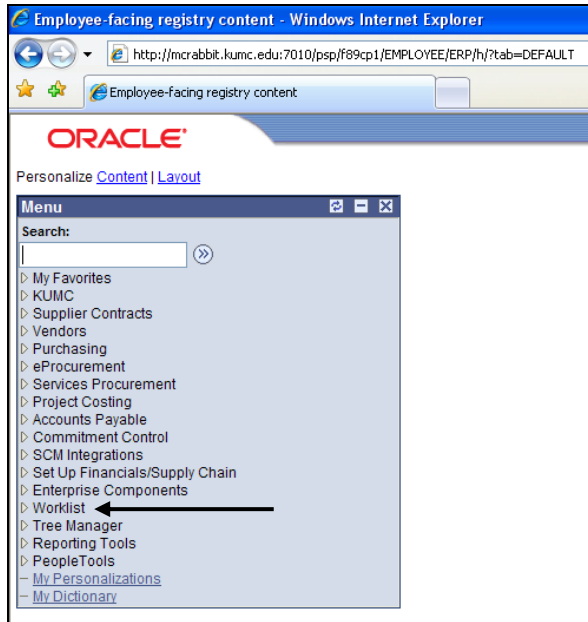 Employee-facing registry content - Windows Internet Explorer
http://mcrabbit.kumc.edu:7010/psp/f89cp1/EMPLOYEE/ERP/h/?tab=DEFAULT
Employee-facing registry content
ORACLE
Personalize Content | Layout
Menu
Search:
My Favorites
KUMC
Supplier Contracts
Vendors
Purchasing
eProcurement
Services Procurement
Project Costing
Accounts Payable
Commitment Control
SCM Integrations
Set Up Financials/Supply Chain
Enterprise Components
Worklist
Tree Manager
Reporting Tools
PeopleTools
My Personalizations
My Dictionary